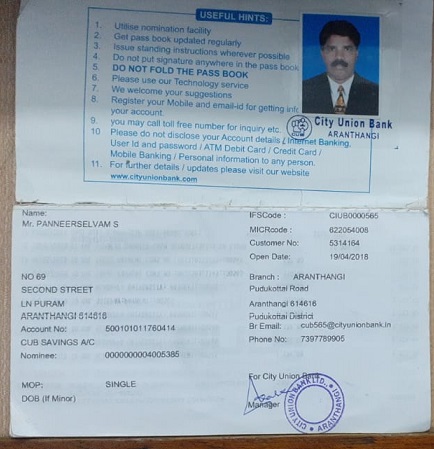 USEFUL HINTS:
1. Utilise nomination facility
2. Get pass book updated regularly
3. Issue standing instructions wherever possible
4. Do not put signature anywhere in the pass book
5. DO NOT FOLD THE PASS BOOK
6. Please use our Technology service
7. We welcome your suggestions
8. Register your Mobile and email-id for getting info
your account.
9. you may call toll free number for inquiry etc.
10 Please do not disclose your Account details / Internet Banking.
User Id and password / ATM Debit Card / Credit Card /
Mobile Banking / Personal information to any person.
11. For further details / updates please visit our website
www.cityunionbank.com
City Union Bank
ARANTHANGI
Name:
Mr. PANNEERSELVAM S
NO 69
SECOND STREET
LN PURAM
ARANTHANGI 614616
Account No: 500101011760414
CUB SAVINGS A/C
Nominee: 0000000004005385
MOP: SINGLE
DOB (If Minor)
IFSCode : CIUB0000565
MICRcode : 622054008
Customer No: 5314164
Open Date: 19/04/2018
Branch : ARANTHANGI
Pudukottai Road
Aranthangi 614616
Pudukottai District
Br Email: cub565@cityunionbank.in
Phone No: 7397789905
For City Union Bank
Manager
CITY UNION BANK LTD.,
ARANTHANGI